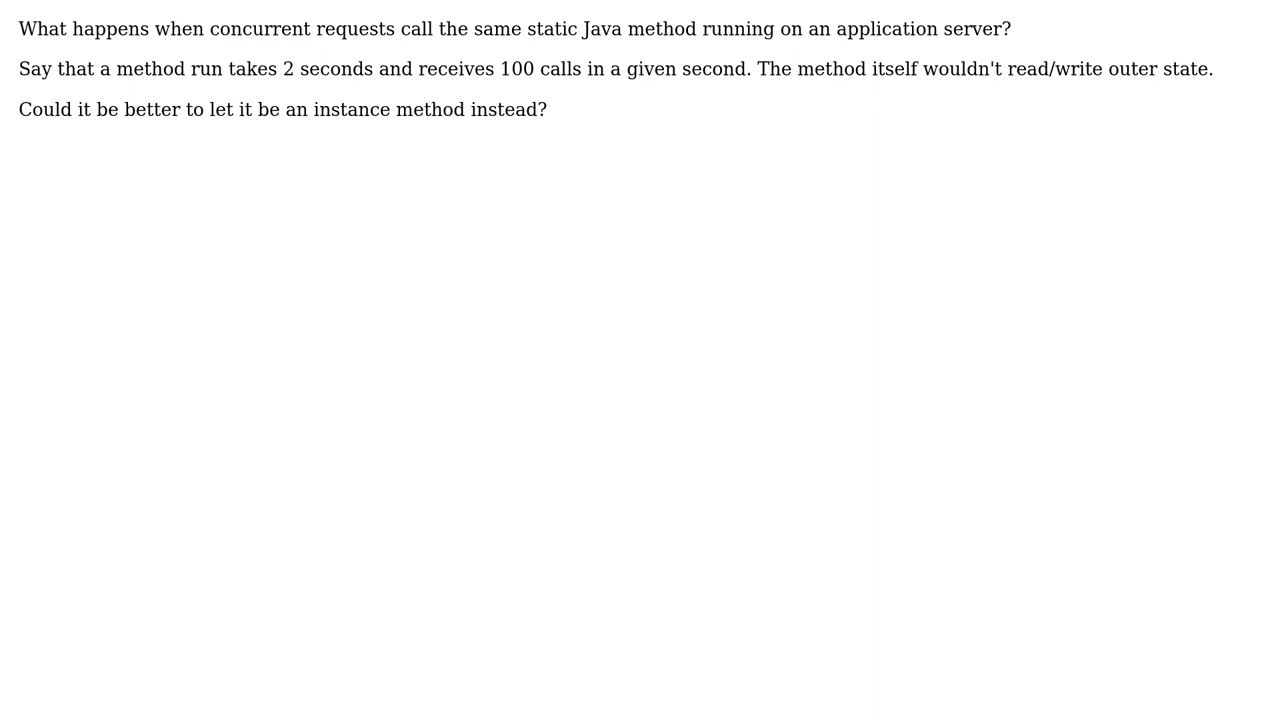 What happens when concurrent requests call the same static Java method running on an application server?
Say that a method run takes 2 seconds and receives 100 calls in a given second. The method itself wouldn't read/write outer state.
Could it be better to let it be an instance method instead?